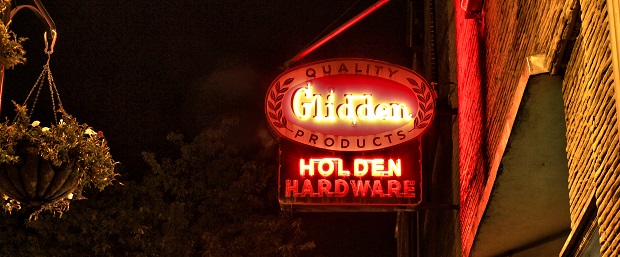 QUALITY
Glidden
PRODUCTS
HOLDEN
HARDWARE